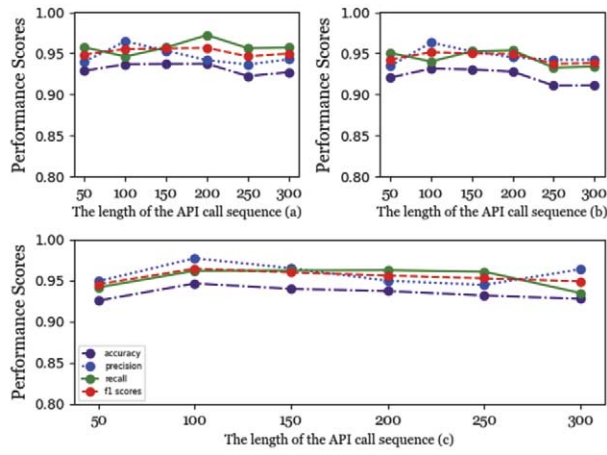 1.00
0.95
0.90
0.85
0.80
Performance Scores
50 100 150 200 250 300
The length of the API call sequence (a)
1.00
0.95
0.90
0.85
0.80
Performance Scores
50 100 150 200 250 300
The length of the API call sequence (b)
1.00
0.95
0.90
0.85
0.80
Performance Scores
accuracy
precision
recall
f1 scores
50 100 150 200 250 300
The length of the API call sequence (c)